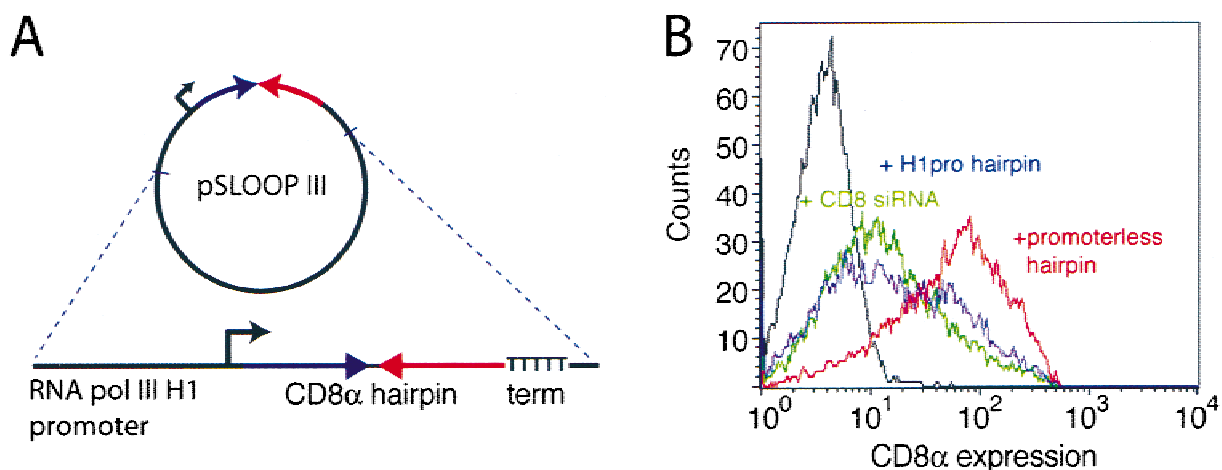 A
pSLOOP III
RNA pol III H1
promoter
CD8α hairpin
term
B
Counts
70
60
50
40
30
20
10
+ H1pro hairpin
+ CD8 siRNA
+promoterless
hairpin
10⁰
10¹
10²
10³
10⁴
CD8α expression